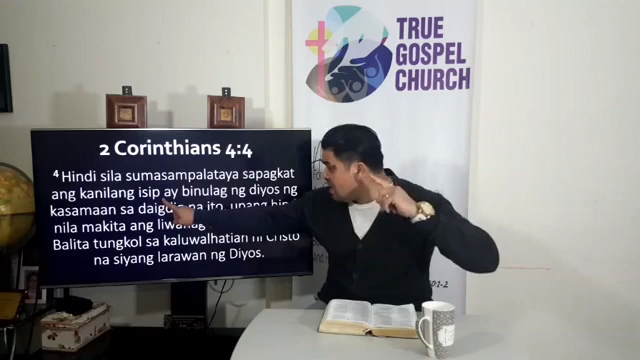 TRUE
GOSPEL
CHURCH
2 Corinthians 4:4
4 Hindi sila sumasampalataya sapagkat
ang kanilang isip ay binulag ng diyos ng
kasamaan sa daigdig na ito, upang
nila makita ang
Balita tungkol sa kaluwalhatian ni Cristo
na siyang larawan ng Diyos.